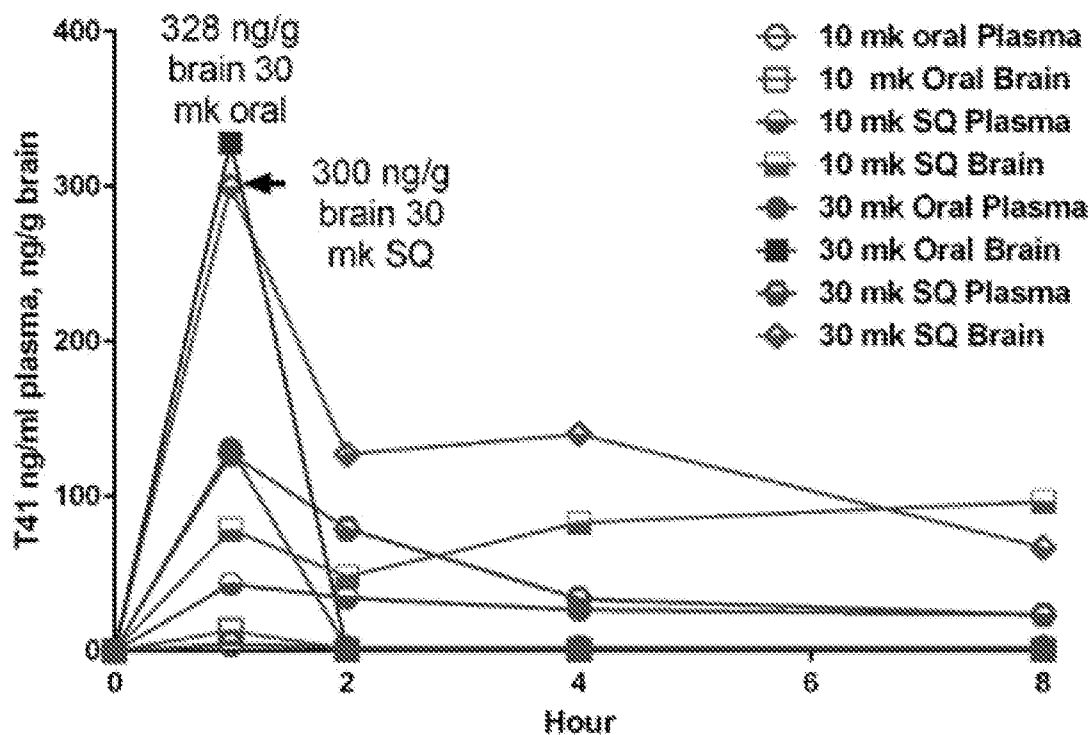 400
300
200
100
0
T41 ng/ml plasma, ng/g brain
328 ng/g
brain 30
mk oral
300 ng/g
brain 30
mk SQ
10 mk oral Plasma
10 mk Oral Brain
10 mk SQ Plasma
10 mk SQ Brain
30 mk Oral Plasma
30 mk Oral Brain
30 mk SQ Plasma
30 mk SQ Brain
0 2 4 6 8
Hour